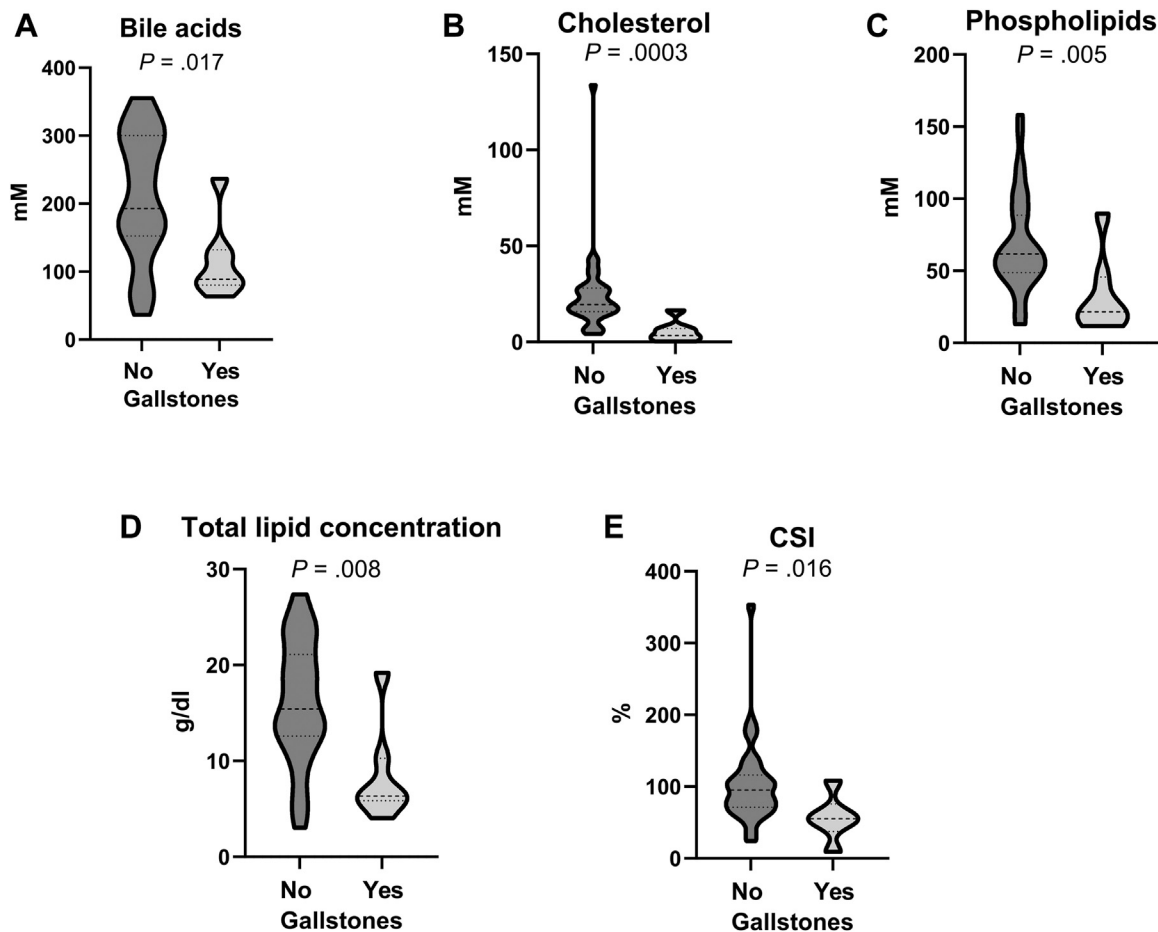 A
Bile acids
P = .017
400
300
200
100
0
mM
No Yes
Gallstones
B
Cholesterol
P = .0003
150
100
50
0
mM
No Yes
Gallstones
C
Phospholipids
P = .005
200
150
100
50
0
mM
No Yes
Gallstones
D
Total lipid concentration
P = .008
30
20
10
0
g/dl
No Yes
Gallstones
E
CSI
P = .016
400
300
200
100
0
%
No Yes
Gallstones